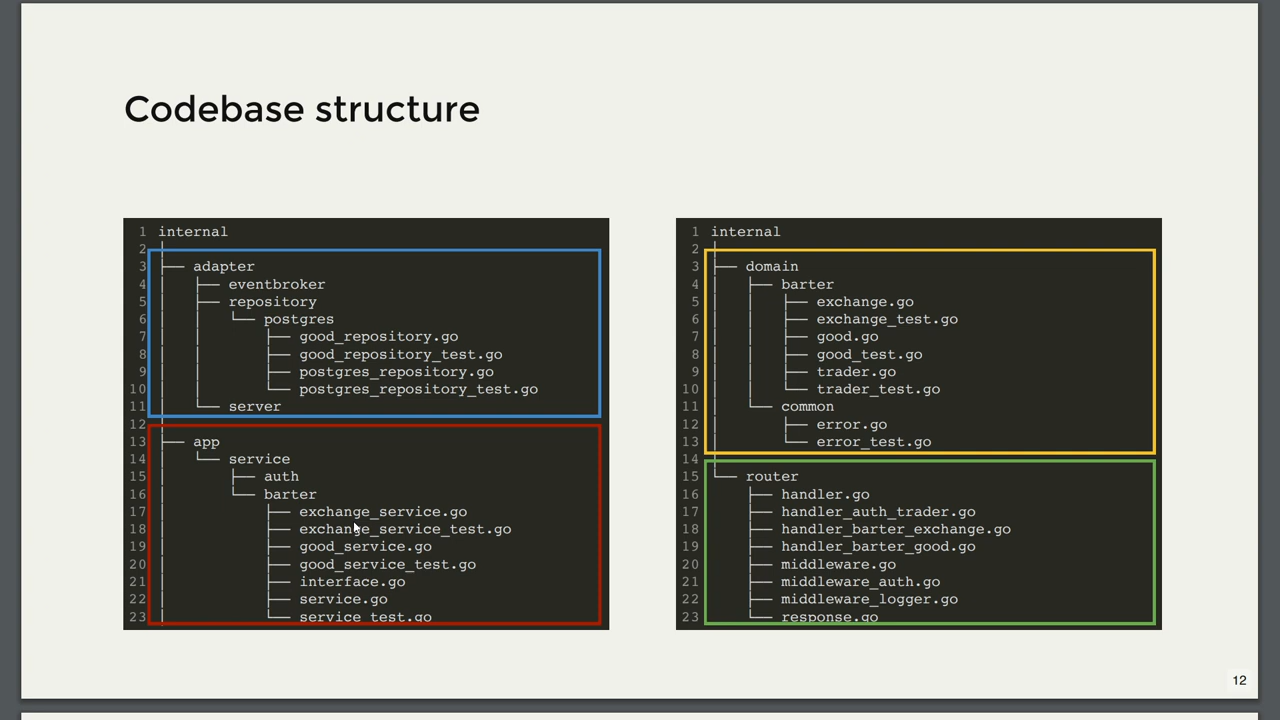 Codebase structure
1 internal
2 │
3 ├── adapter
4 │   ├── eventbroker
5 │   ├── repository
6 │   │   └── postgres
7 │   │       ├── good_repository.go
8 │   │       ├── good_repository_test.go
9 │   │       ├── postgres_repository.go
10 │   │       └── postgres_repository_test.go
11 │   └── server
12 │
13 ├── app
14 │   └── service
15 │       ├── auth
16 │       └── barter
17 │           ├── exchange_service.go
18 │           ├── exchange_service_test.go
19 │           ├── good_service.go
20 │           ├── good_service_test.go
21 │           ├── interface.go
22 │           ├── service.go
23 │           └── service_test.go
1 internal
2 │
3 ├── domain
4 │   ├── barter
5 │   │   ├── exchange.go
6 │   │   ├── exchange_test.go
7 │   │   ├── good.go
8 │   │   ├── good_test.go
9 │   │   ├── trader.go
10 │   │   └── trader_test.go
11 │   └── common
12 │       ├── error.go
13 │       └── error_test.go
14 │
15 └── router
16     ├── handler.go
17     ├── handler_auth_trader.go
18     ├── handler_barter_exchange.go
19     ├── handler_barter_good.go
20     ├── middleware.go
21     ├── middleware_auth.go
22     ├── middleware_logger.go
23     └── response.go
12